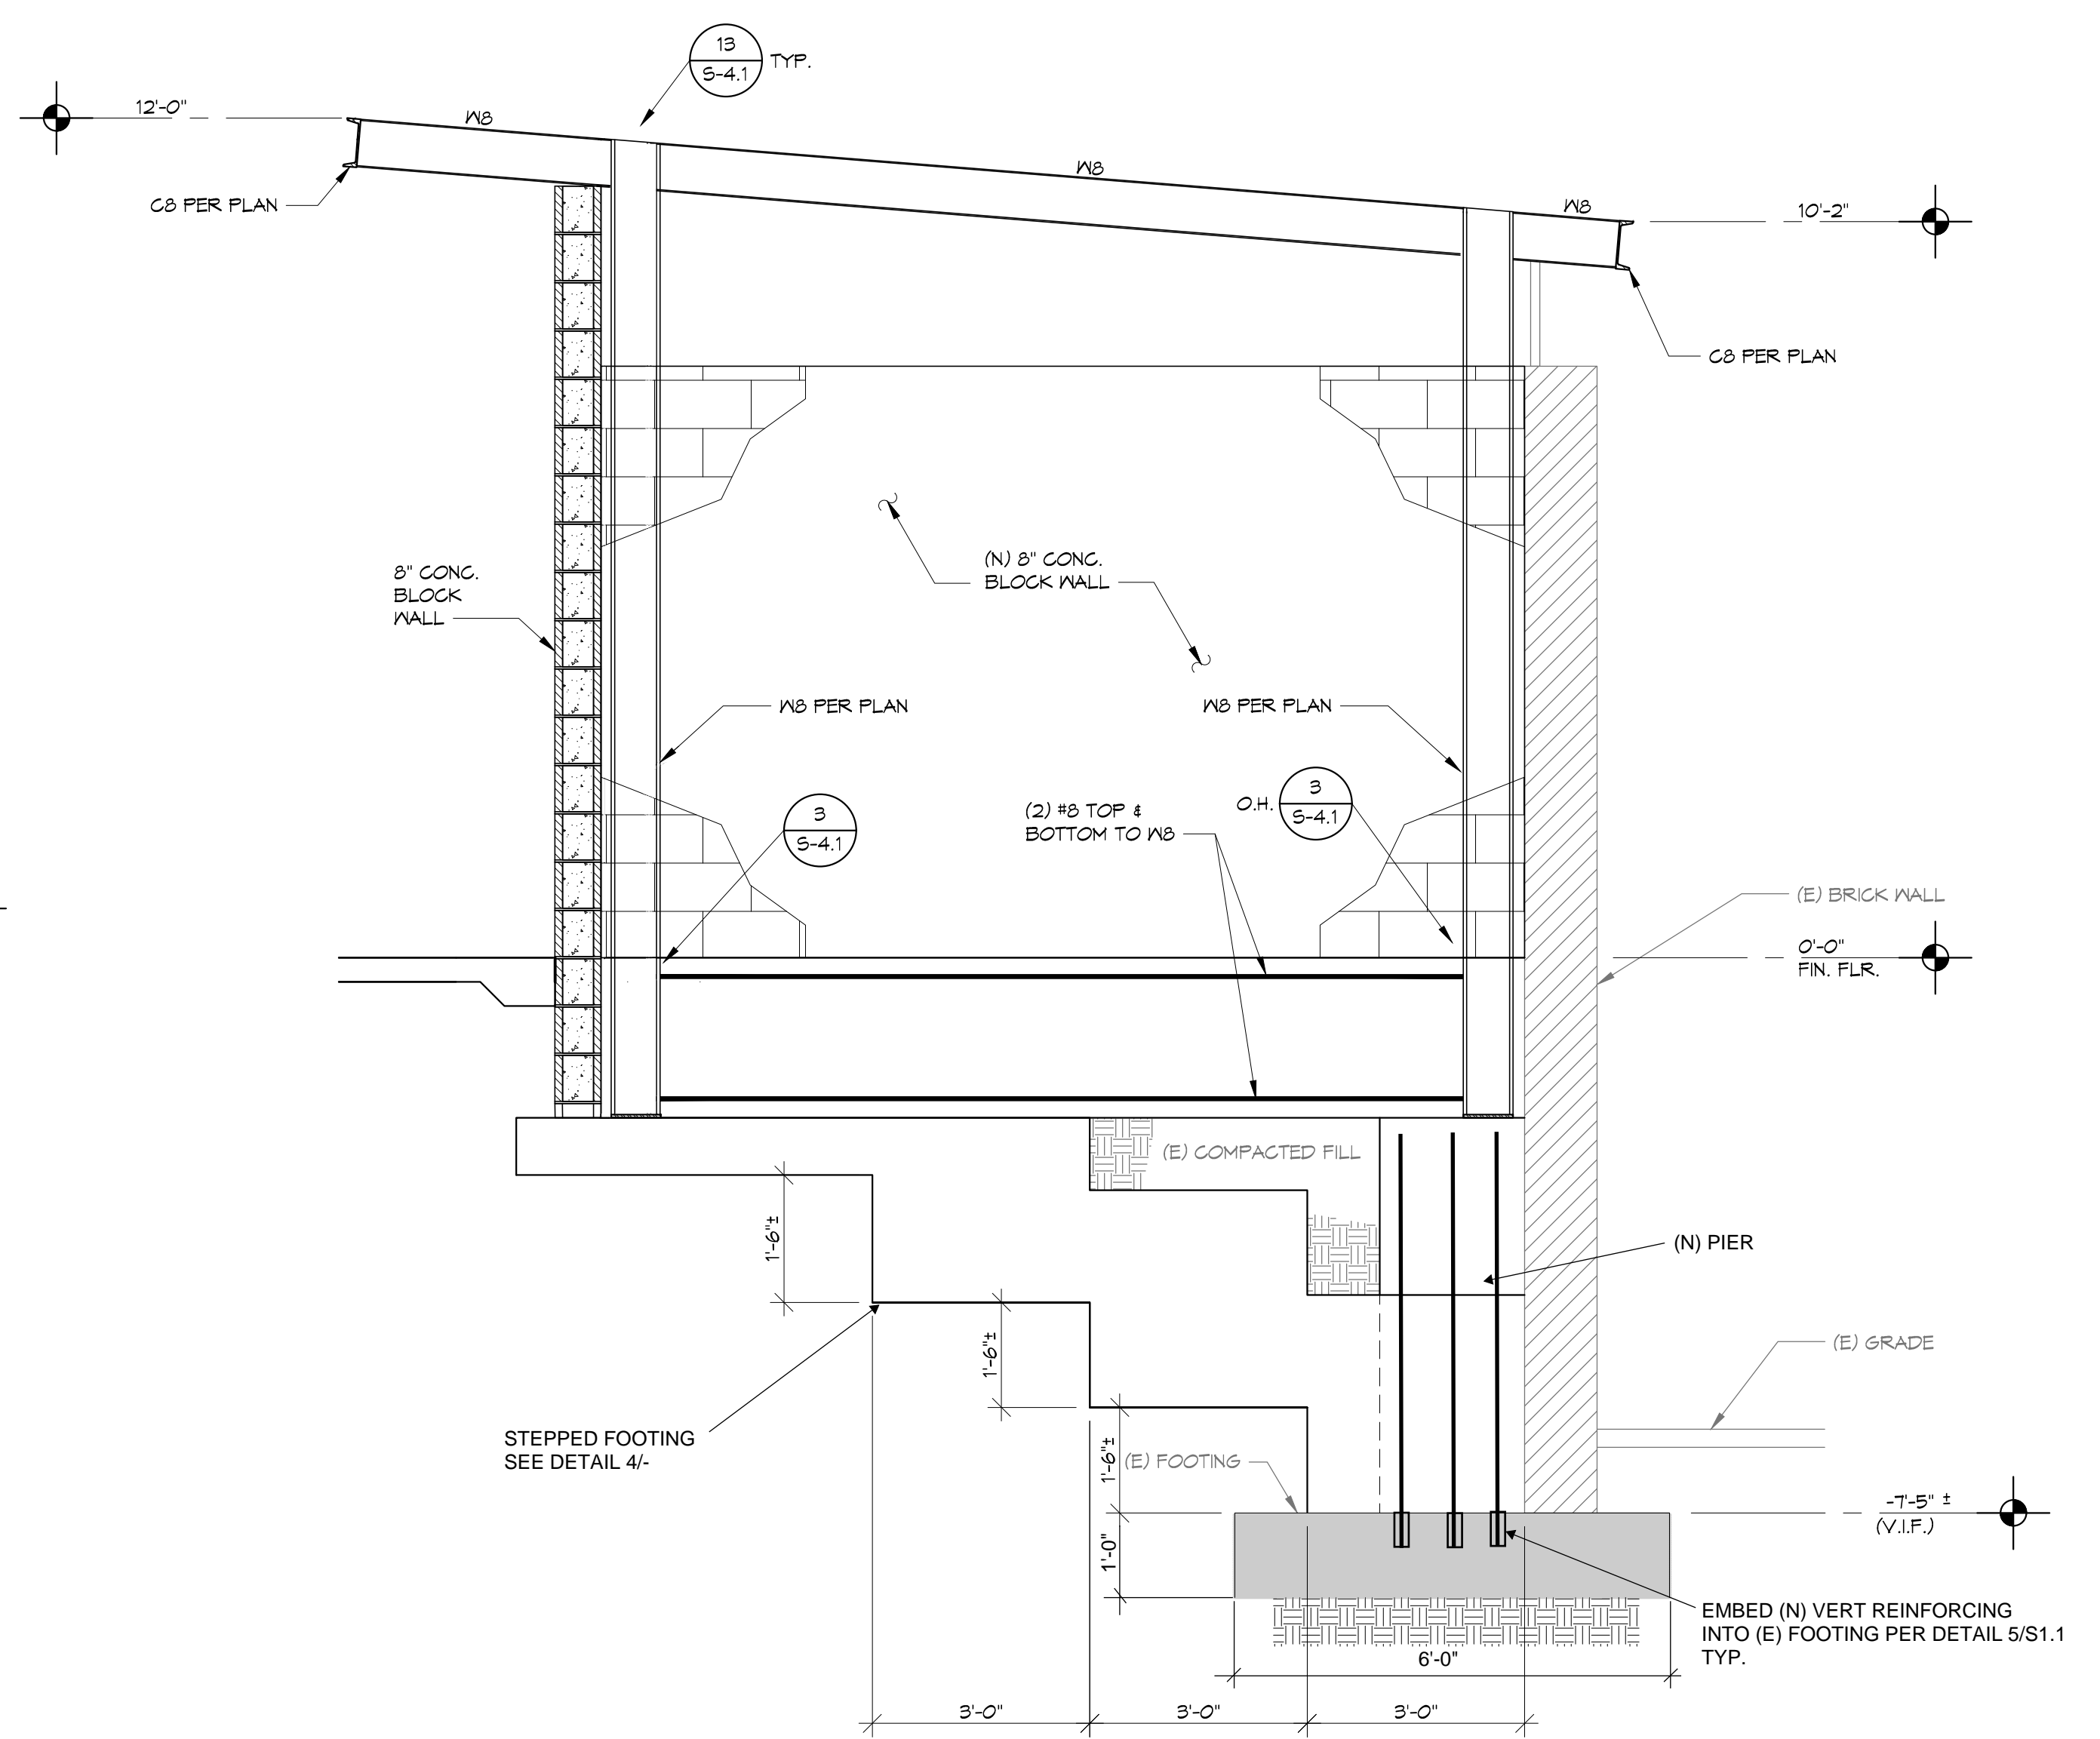 13
S-4.1
TYP.
12'-0"
W8
W8
W8
10'-2"
C8 PER PLAN
C8 PER PLAN
8" CONC.
BLOCK
WALL
(N) 8" CONC.
BLOCK WALL
W8 PER PLAN
W8 PER PLAN
3
S-4.1
(2) #8 TOP &
BOTTOM TO W8
O.H.
3
S-4.1
(E) BRICK WALL
0'-0"
FIN. FLR.
(E) COMPACTED FILL
1'-6"±
(N) PIER
1'-6"±
(E) GRADE
STEPPED FOOTING
SEE DETAIL 4/-
1'-6"±
(E) FOOTING
-7'-5" ±
(V.I.F.)
1'-0"
EMBED (N) VERT REINFORCING
INTO (E) FOOTING PER DETAIL 5/S1.1
TYP.
6'-0"
3'-0"
3'-0"
3'-0"